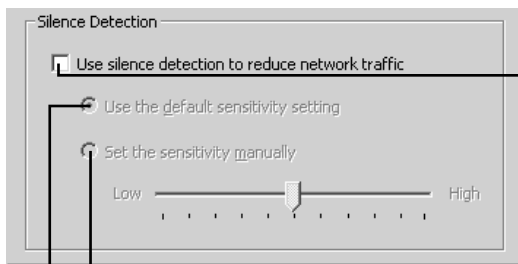 Silence Detection
Use silence detection to reduce network traffic
Use the default sensitivity setting
Set the sensitivity manually
Low High